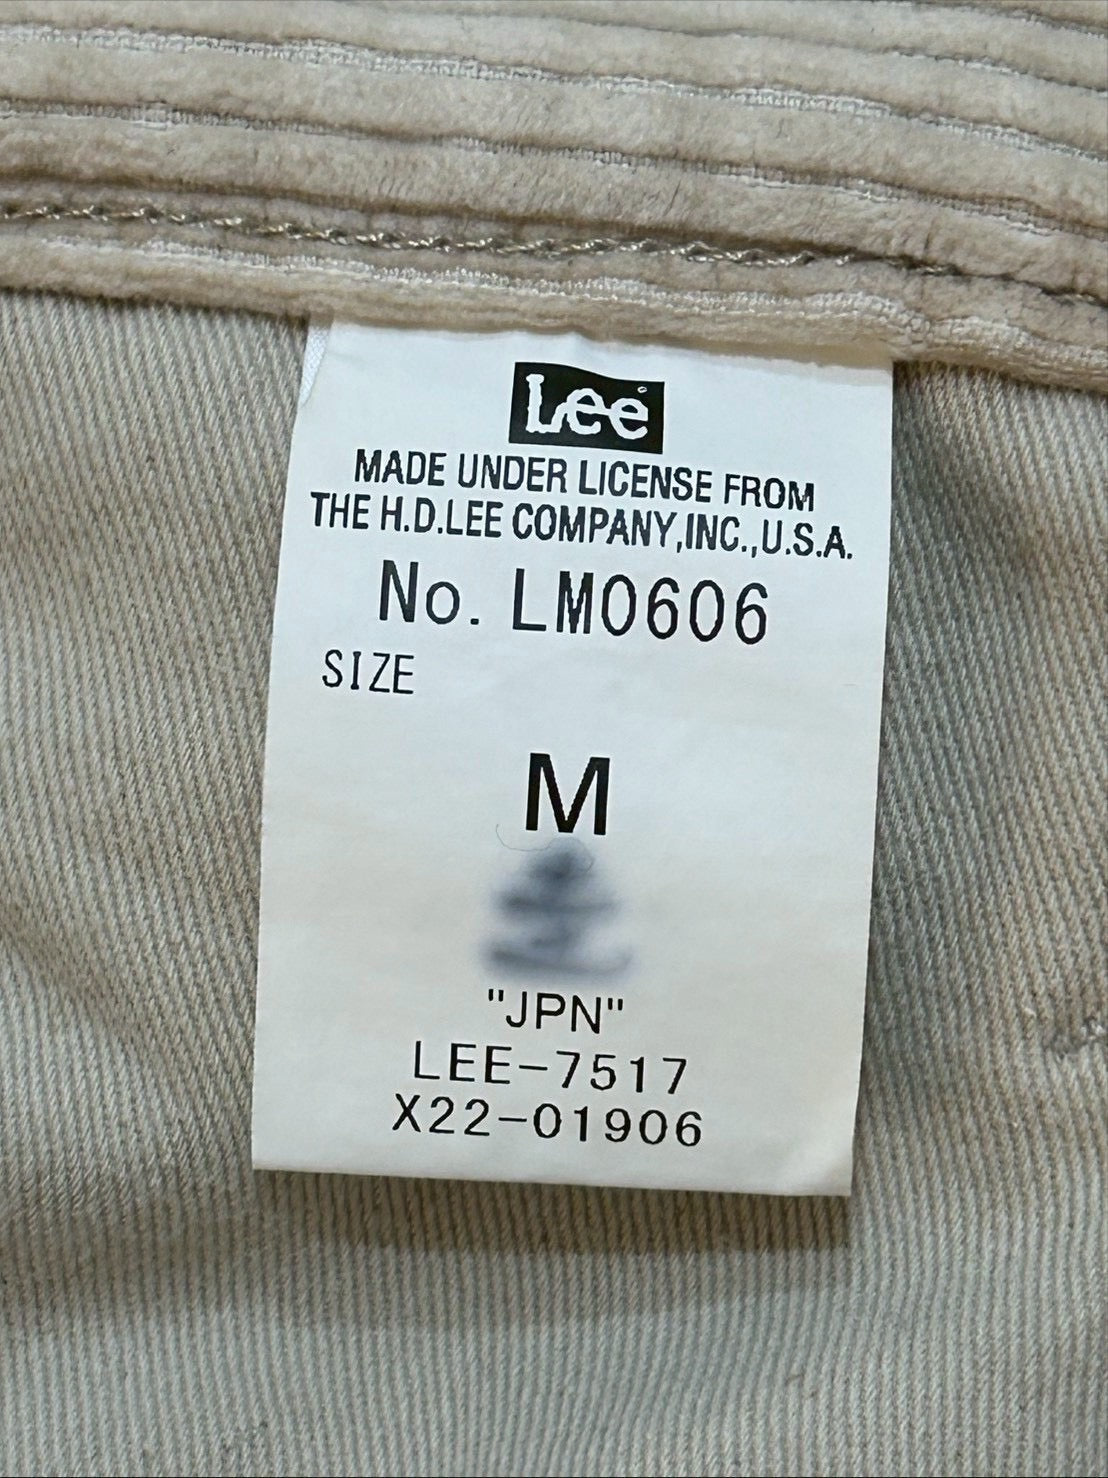 Lee
MADE UNDER LICENSE FROM
THE H.D.LEE COMPANY,INC.,U.S.A.
No. LM0606
SIZE
M
"JPN"
LEE-7517
X22-01906